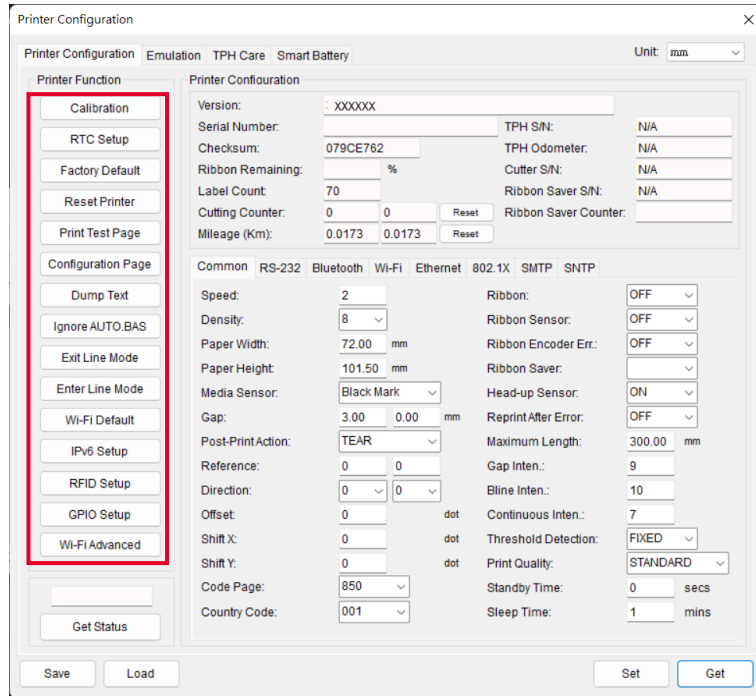 Printer Configuration
Printer Configuration Emulation TPH Care Smart Battery Unit: mm
Printer Function
Calibration
RTC Setup
Factory Default
Reset Printer
Print Test Page
Configuration Page
Dump Text
Ignore AUTO.BAS
Exit Line Mode
Enter Line Mode
Wi-Fi Default
IPv6 Setup
RFID Setup
GPIO Setup
Wi-Fi Advanced
Get Status
Printer Configuration
Version: : XXXXXX
Serial Number: TPH S/N: N/A
Checksum: 079CE762 TPH Odometer: N/A
Ribbon Remaining: % Cutter S/N: N/A
Label Count: 70 Ribbon Saver S/N: N/A
Cutting Counter: 0 0 Reset Ribbon Saver Counter:
Mileage (Km): 0.0173 0.0173 Reset
Common RS-232 Bluetooth Wi-Fi Ethernet 802.1X SMTP SNTP
Speed: 2 Ribbon: OFF
Density: 8 Ribbon Sensor: OFF
Paper Width: 72.00 mm Ribbon Encoder Err.: OFF
Paper Height: 101.50 mm Ribbon Saver:
Media Sensor: Black Mark Head-up Sensor: ON
Gap: 3.00 0.00 mm Reprint After Error: OFF
Post-Print Action: TEAR Maximum Length: 300.00 mm
Reference: 0 0 Gap Inten.: 9
Direction: 0 0 Bline Inten.: 10
Offset: 0 dot Continuous Inten.: 7
Shift X: 0 dot Threshold Detection: FIXED
Shift Y: 0 dot Print Quality: STANDARD
Code Page: 850 Standby Time: 0 secs
Country Code: 001 Sleep Time: 1 mins
Save Load Set Get